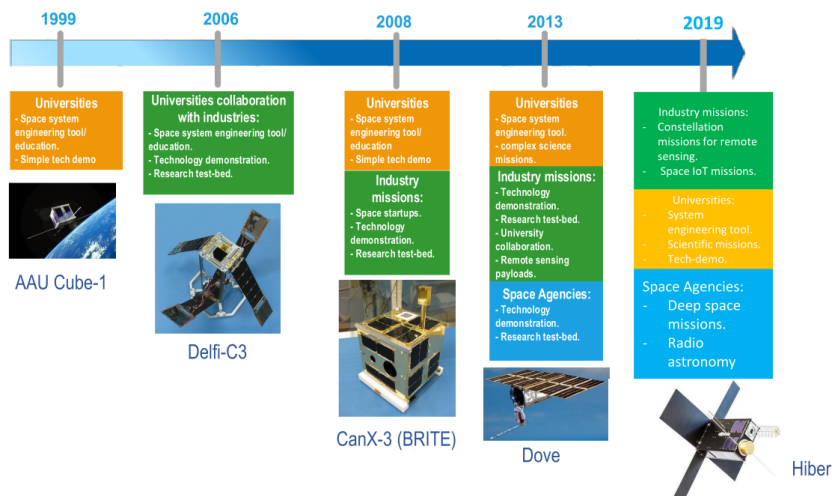 1999
2006
2008
2013
2019
Universities
- Space system
engineering tool/
education.
- Simple tech demo
AAU Cube-1
Universities collaboration
with industries:
- Space system engineering tool/
education.
- Technology demonstration.
- Research test-bed.
Delfi-C3
Universities
- Space system
engineering tool/
education
- Simple tech demo
Industry
missions:
- Space startups.
- Technology
demonstration.
- Research test-bed.
CanX-3 (BRITE)
Universities
- Space system
engineering tool.
- complex science
missions.
Industry missions:
- Technology
demonstration.
- Research test-bed.
- University
collaboration.
- Remote sensing
payloads.
Space Agencies:
- Technology
demonstration.
- Research test-bed.
Dove
Industry missions:
- Constellation
missions for remote
sensing.
- Space IoT missions.
Universities:
- System
engineering tool.
- Scientific missions.
- Tech-demo.
Space Agencies:
- Deep space
missions.
- Radio
astronomy
Hiber